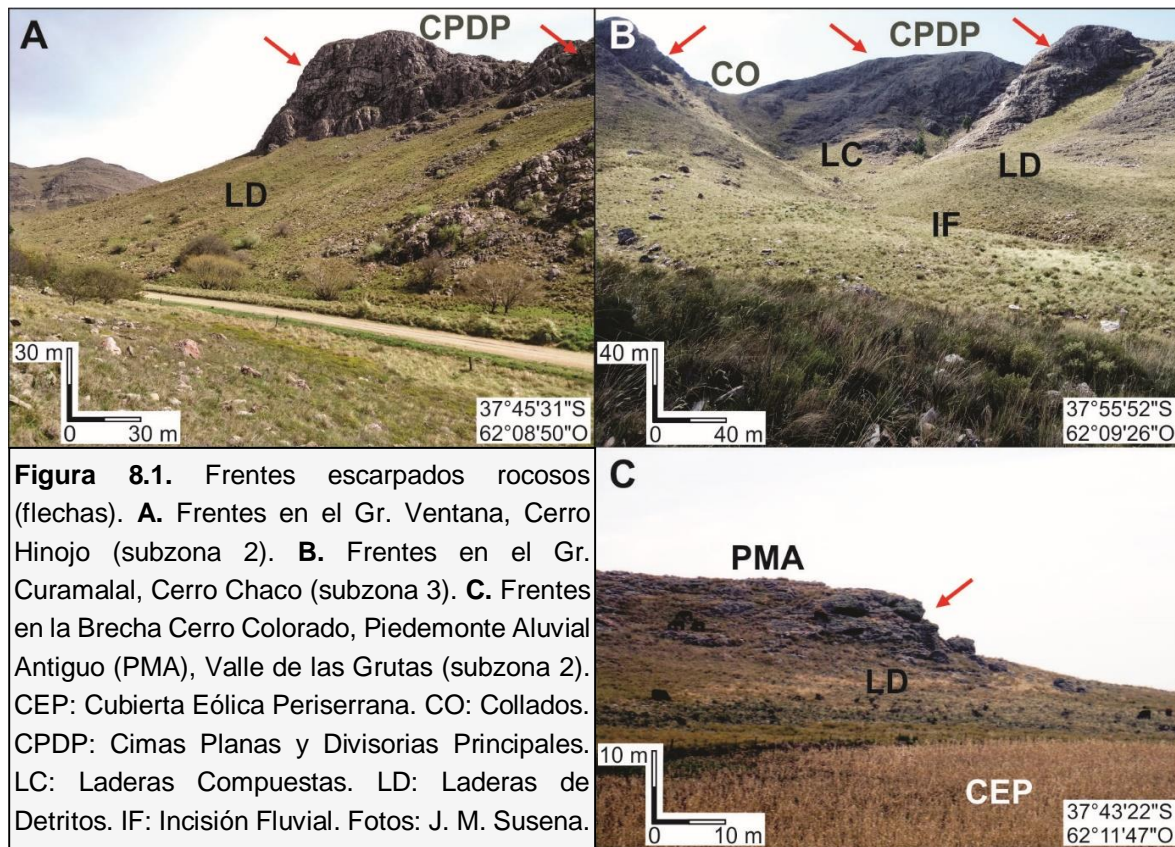 A
CPDP
LD
30 m
0 30 m
37°45'31"S
62°08'50"O
B
CPDP
CO
LC
LD
IF
40 m
0 40 m
37°55'52"S
62°09'26"O
Figura 8.1. Frentes escarpados rocosos
(flechas). A. Frentes en el Gr. Ventana, Cerro
Hinojo (subzona 2). B. Frentes en el Gr.
Curamalal, Cerro Chaco (subzona 3). C. Frentes
en la Brecha Cerro Colorado, Piedemonte Aluvial
Antiguo (PMA), Valle de las Grutas (subzona 2).
CEP: Cubierta Eólica Periserrana. CO: Collados.
CPDP: Cimas Planas y Divisorias Principales.
LC: Laderas Compuestas. LD: Laderas de
Detritos. IF: Incisión Fluvial. Fotos: J. M. Susena.
C
PMA
LD
10 m
0 10 m
CEP
37°43'22"S
62°11'47"O